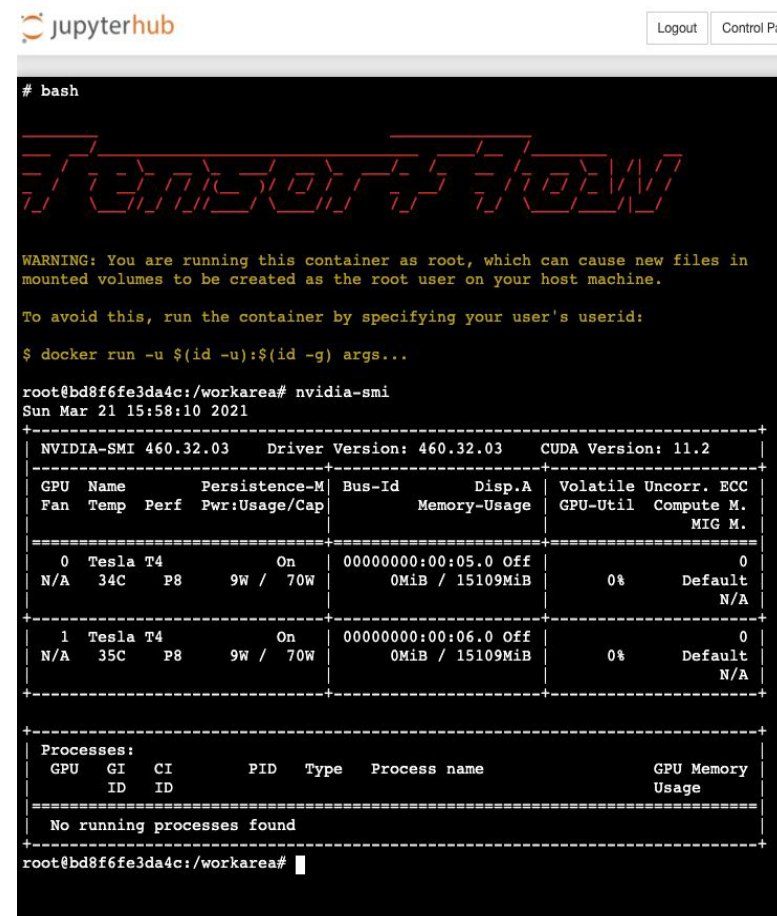 jupyterhub
Logout
Control Pa
# bash
TensorFlow
WARNING: You are running this container as root, which can cause new files in
mounted volumes to be created as the root user on your host machine.
To avoid this, run the container by specifying your user's userid:
$ docker run -u $(id -u):$(id -g) args...
root@bd8f6fe3da4c:/workarea# nvidia-smi
Sun Mar 21 15:58:10 2021
+-----------------------------------------------------------------------------+
| NVIDIA-SMI 460.32.03    Driver Version: 460.32.03    CUDA Version: 11.2     |
|-------------------------------+----------------------+----------------------+
| GPU  Name        Persistence-M| Bus-Id        Disp.A | Volatile Uncorr. ECC |
| Fan  Temp  Perf  Pwr:Usage/Cap|         Memory-Usage | GPU-Util  Compute M. |
|                               |                      |               MIG M. |
|===============================+======================+======================|
|   0  Tesla T4            On   | 00000000:00:05.0 Off |                    0 |
| N/A   34C    P8     9W /  70W |      0MiB / 15109MiB |      0%      Default |
|                               |                      |                  N/A |
+-------------------------------+----------------------+----------------------+
|   1  Tesla T4            On   | 00000000:00:06.0 Off |                    0 |
| N/A   35C    P8     9W /  70W |      0MiB / 15109MiB |      0%      Default |
|                               |                      |                  N/A |
+-------------------------------+----------------------+----------------------+
+-----------------------------------------------------------------------------+
| Processes:                                                                  |
|  GPU   GI   CI        PID   Type   Process name                  GPU Memory |
|        ID   ID                                                   Usage      |
|=============================================================================|
|  No running processes found                                                 |
+-----------------------------------------------------------------------------+
root@bd8f6fe3da4c:/workarea#